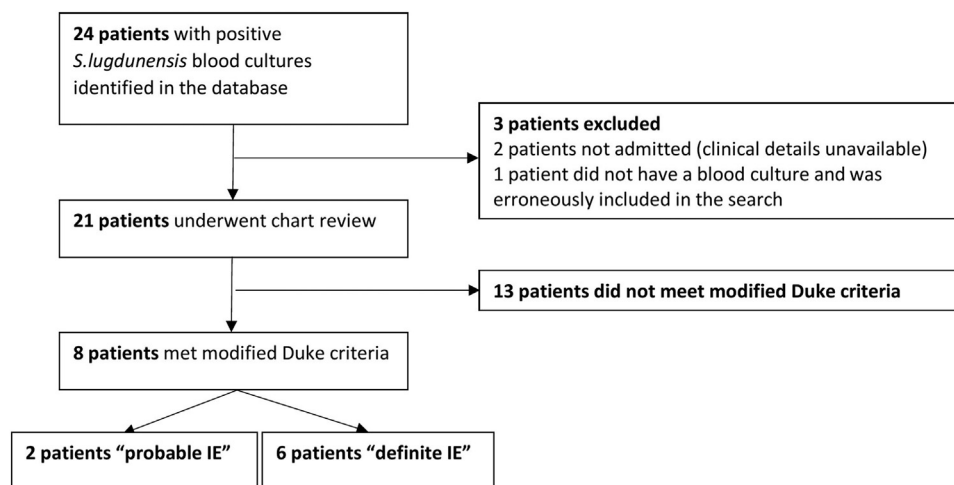 24 patients with positive
S.lugdunensis blood cultures
identified in the database
3 patients excluded
2 patients not admitted (clinical details unavailable)
1 patient did not have a blood culture and was
erroneously included in the search
21 patients underwent chart review
13 patients did not meet modified Duke criteria
8 patients met modified Duke criteria
2 patients “probable IE”
6 patients “definite IE”